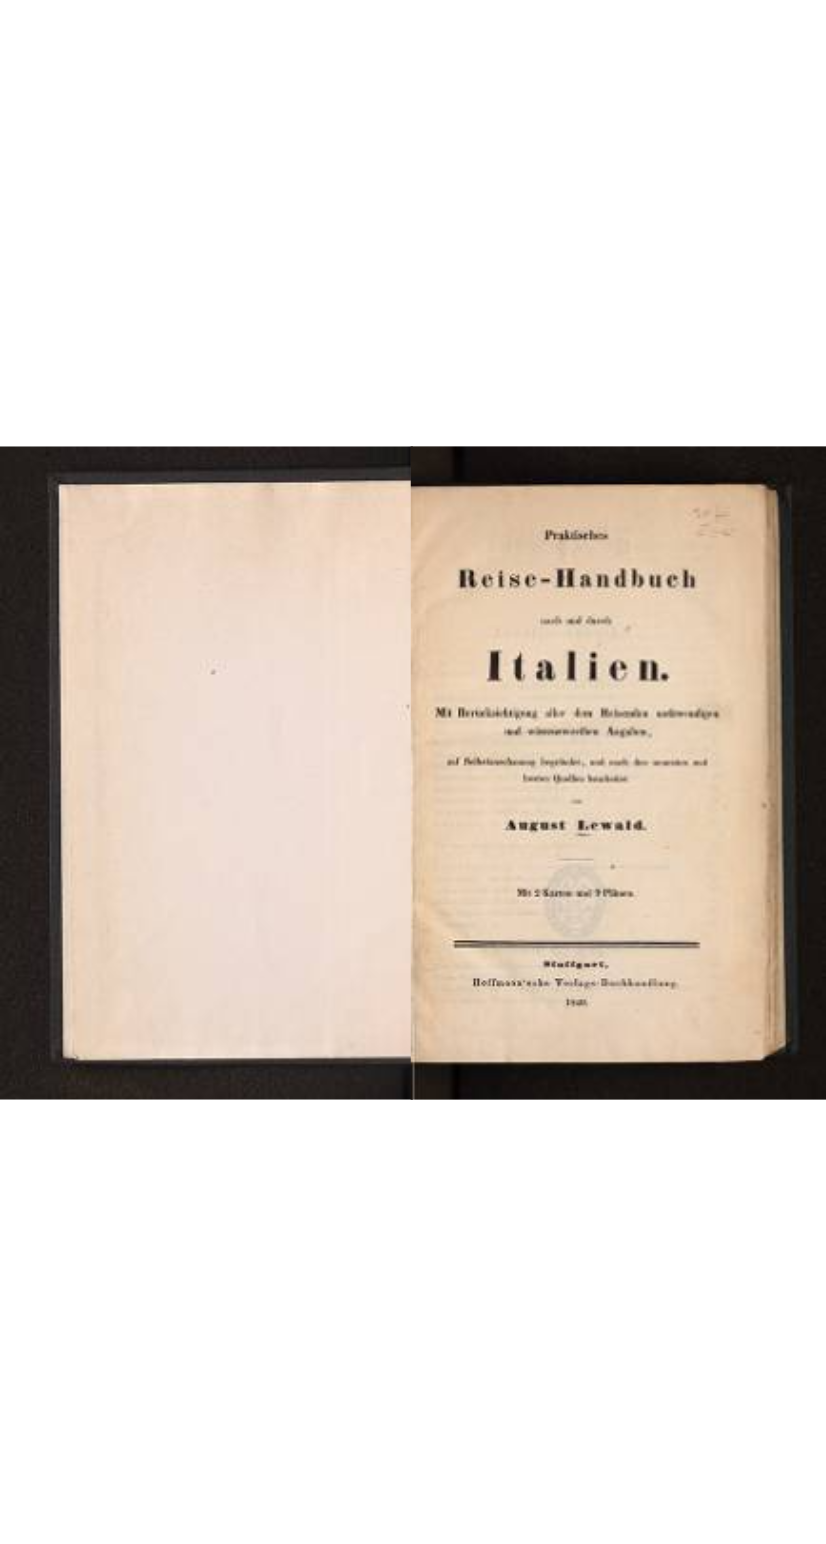 Praktisches
Reise-Handbuch
nach und durch
Italien.
Mit Berücksichtigung aller dem Reisenden nothwendigen
und wissenswerthen Angaben,
auf Selbstanschauung begründet, und nach den neuesten und
besten Quellen bearbeitet
von
August Lewald.
Mit 2 Karten und 9 Plänen.
Stuttgart,
Hoffmann'sche Verlags-Buchhandlung.